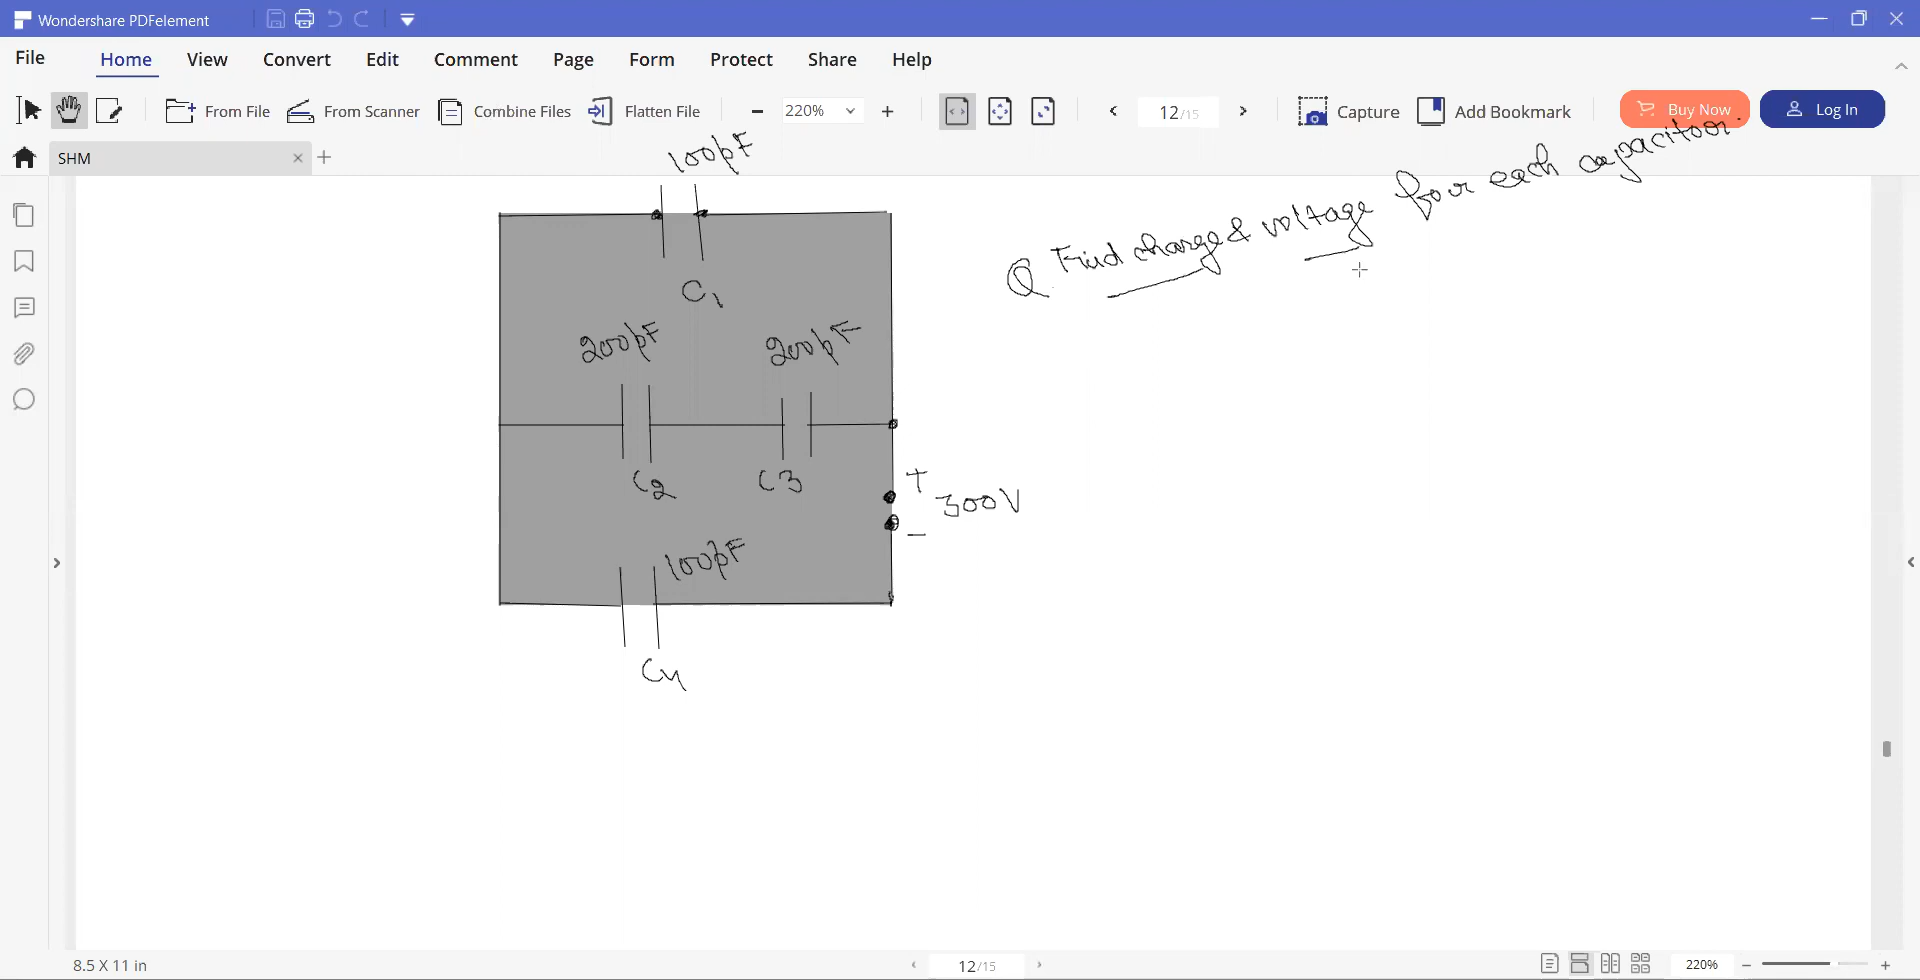 Wondershare PDFelement
File Home View Convert Edit Comment Page Form Protect Share Help
From File From Scanner Combine Files Flatten File 220% 12/15 Capture Add Bookmark Buy Now Log In
SHM
100pF
Q. Find charge & voltage for each capacitor.
C1
200pF 200pF
C2 C3
+
300V
-
100pF
C4
8.5 X 11 in 12/15 220%